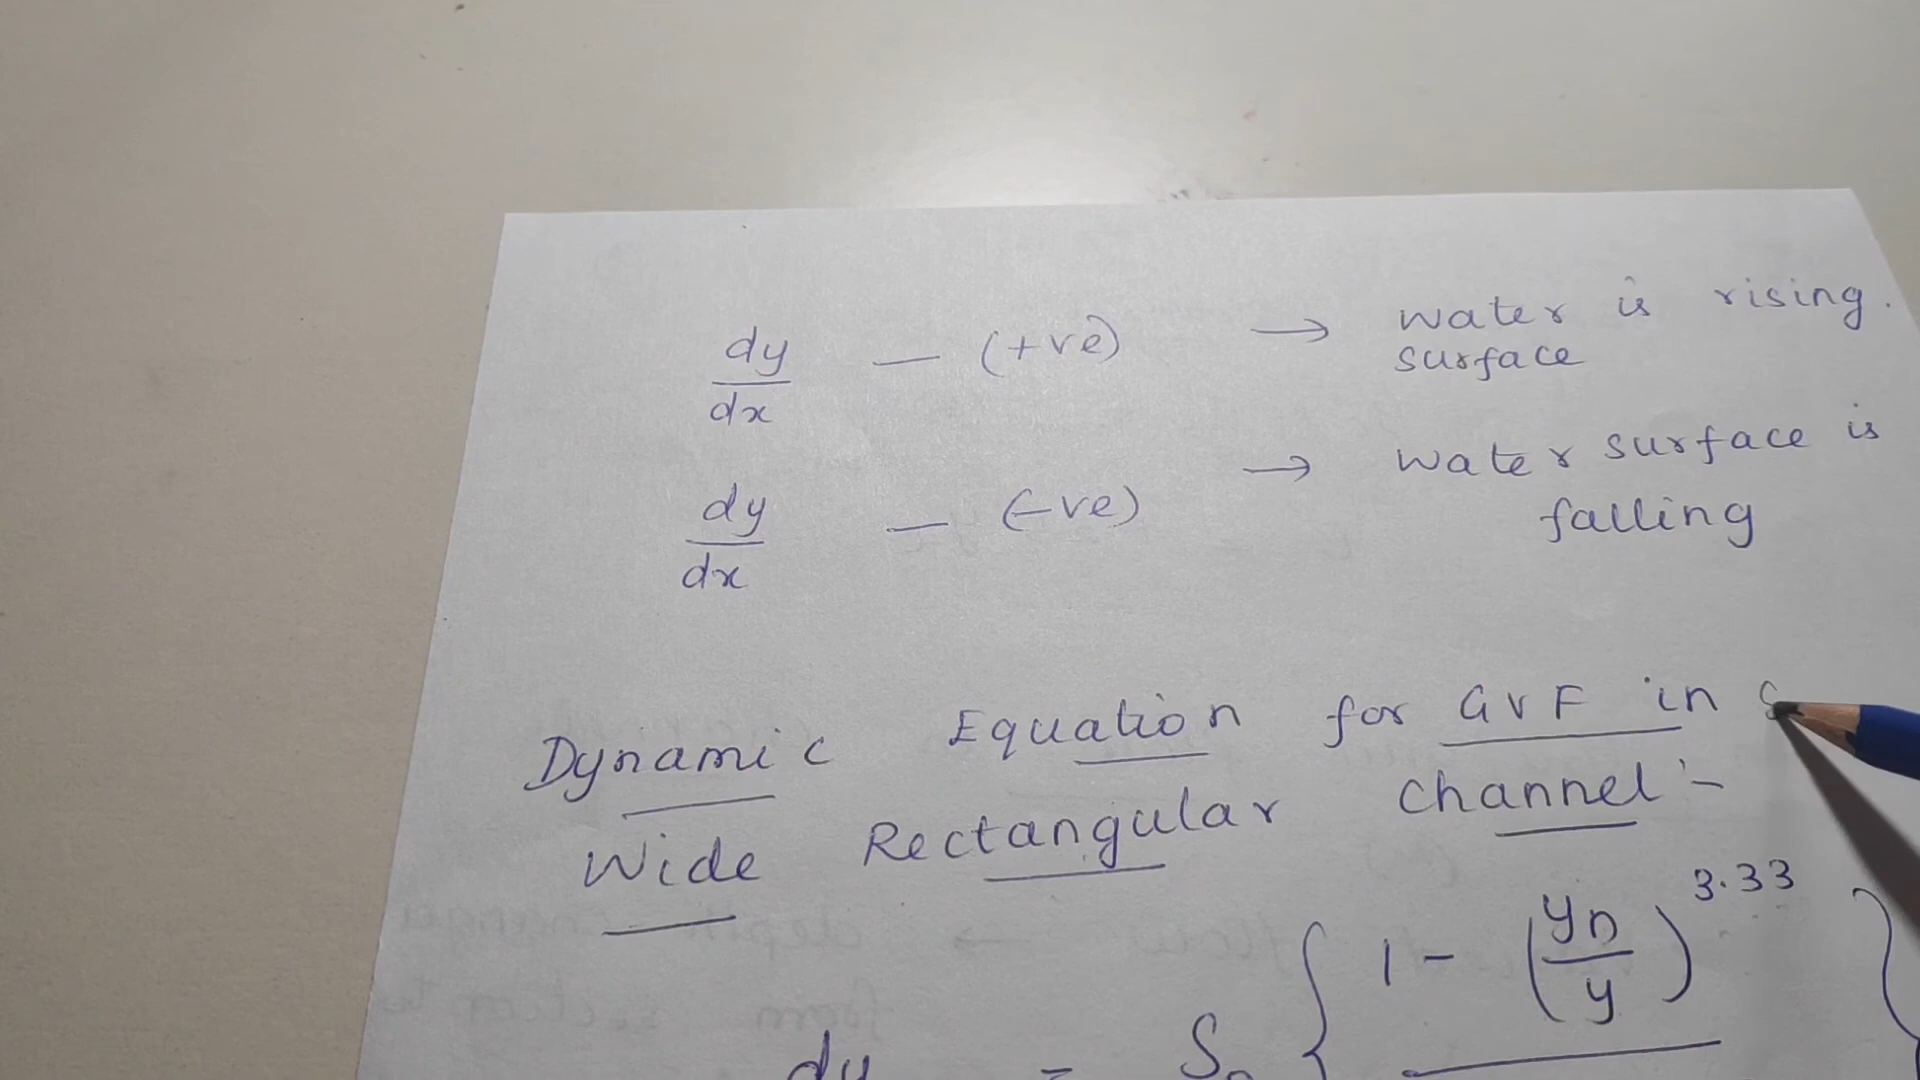 dy/dx — (+ve) → water is rising.
surface
dy/dx — (-ve) → water surface is
falling
Dynamic Equation for GVF in
Wide Rectangular channel:-
dy = S { 1 - (yn/y)^3.33 }